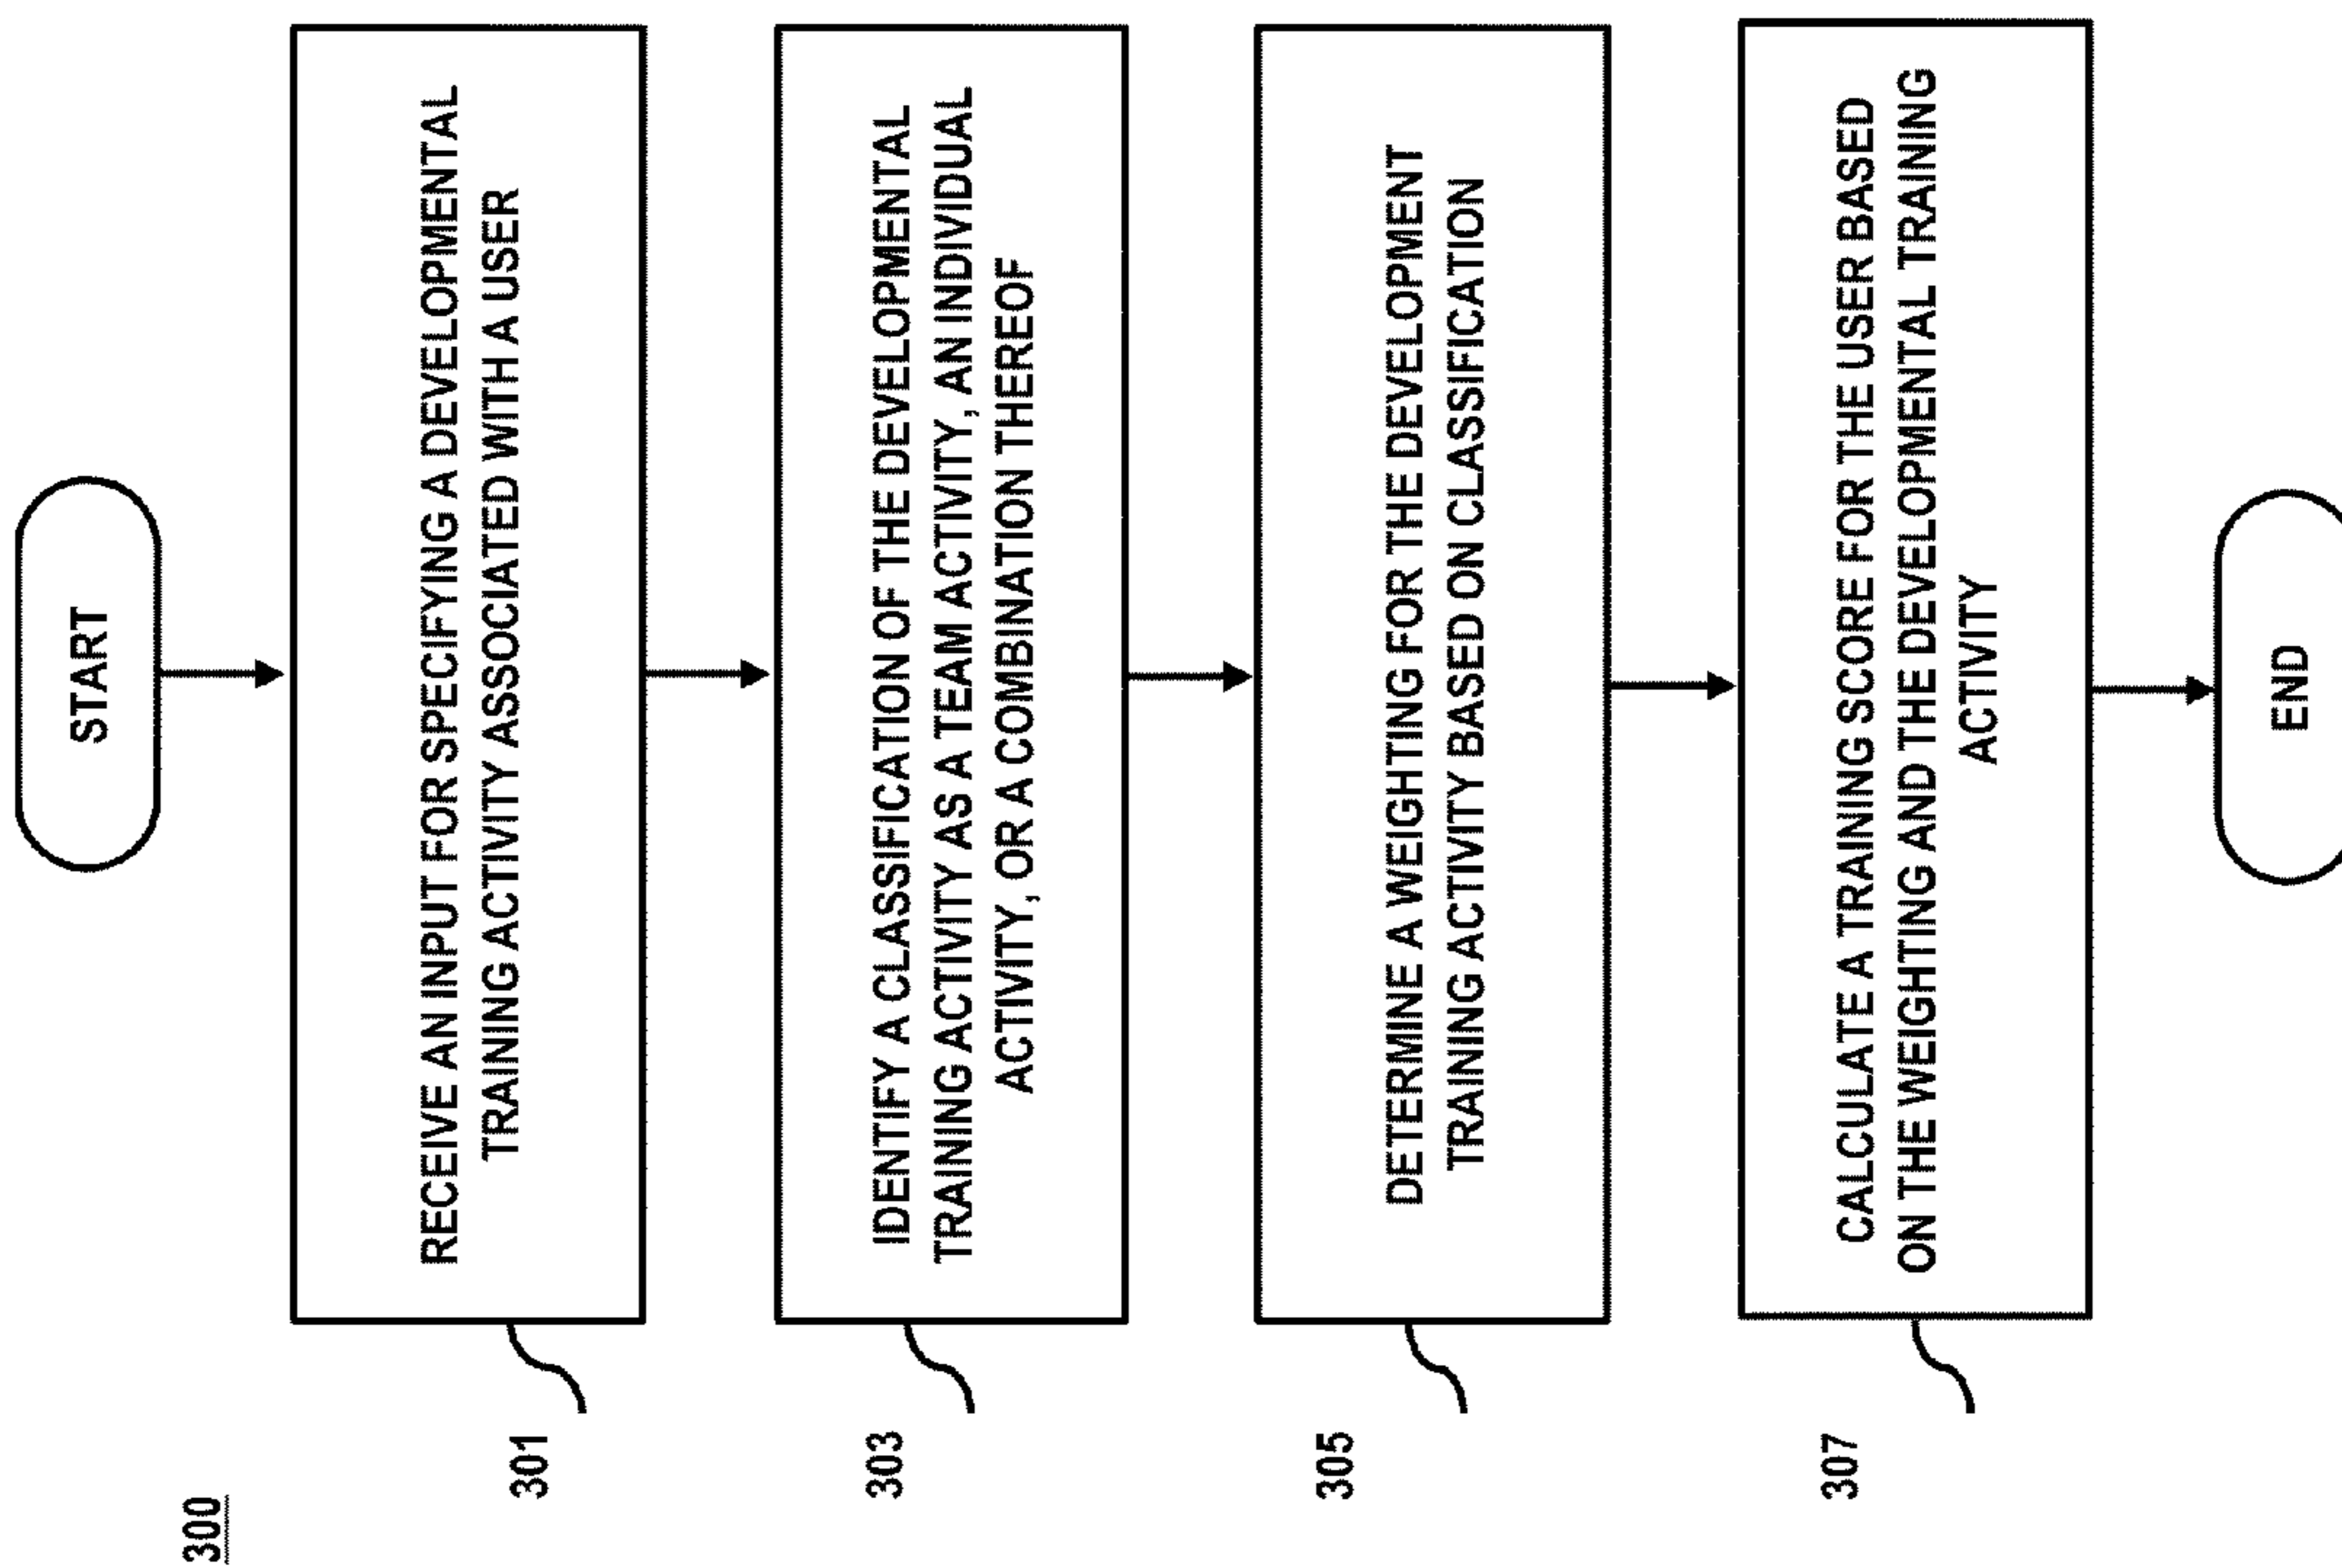 300
START
301
RECEIVE AN INPUT FOR SPECIFYING A DEVELOPMENTAL
TRAINING ACTIVITY ASSOCIATED WITH A USER
303
IDENTIFY A CLASSIFICATION OF THE DEVELOPMENTAL
TRAINING ACTIVITY AS A TEAM ACTIVITY, AN INDIVIDUAL
ACTIVITY, OR A COMBINATION THEREOF
305
DETERMINE A WEIGHTING FOR THE DEVELOPMENT
TRAINING ACTIVITY BASED ON CLASSIFICATION
307
CALCULATE A TRAINING SCORE FOR THE USER BASED
ON THE WEIGHTING AND THE DEVELOPMENTAL TRAINING
ACTIVITY
END